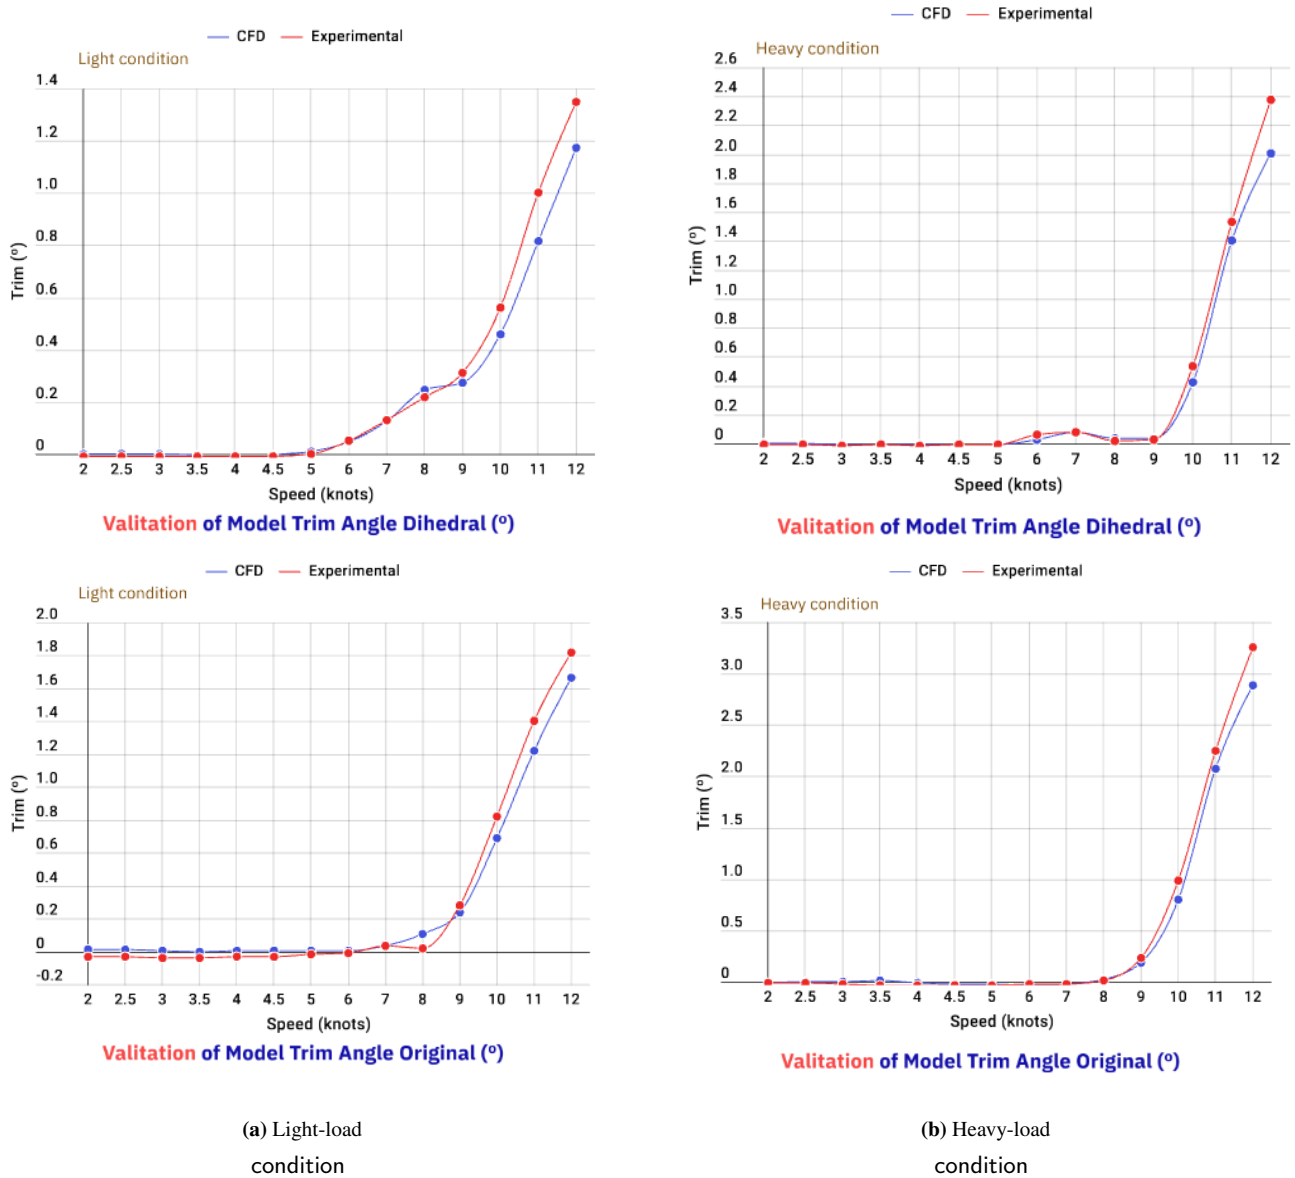 CFD Experimental
Light condition
1.4
1.2
1.0
0.8
0.6
0.4
0.2
0
Trim (º)
2 2.5 3 3.5 4 4.5 5 6 7 8 9 10 11 12
Speed (knots)
Valitation of Model Trim Angle Dihedral (º)
CFD Experimental
Heavy condition
2.6
2.4
2.2
2.0
1.8
1.6
1.4
1.2
1.0
0.8
0.6
0.4
0.2
0
Trim (º)
2 2.5 3 3.5 4 4.5 5 6 7 8 9 10 11 12
Speed (knots)
Valitation of Model Trim Angle Dihedral (º)
CFD Experimental
Light condition
2.0
1.8
1.6
1.4
1.2
1.0
0.8
0.6
0.4
0.2
0
-0.2
Trim (º)
2 2.5 3 3.5 4 4.5 5 6 7 8 9 10 11 12
Speed (knots)
Valitation of Model Trim Angle Original (º)
CFD Experimental
Heavy condition
3.5
3.0
2.5
2.0
1.5
1.0
0.5
0
Trim (º)
2 2.5 3 3.5 4 4.5 5 6 7 8 9 10 11 12
Speed (knots)
Valitation of Model Trim Angle Original (º)
(a) Light-load
condition
(b) Heavy-load
condition